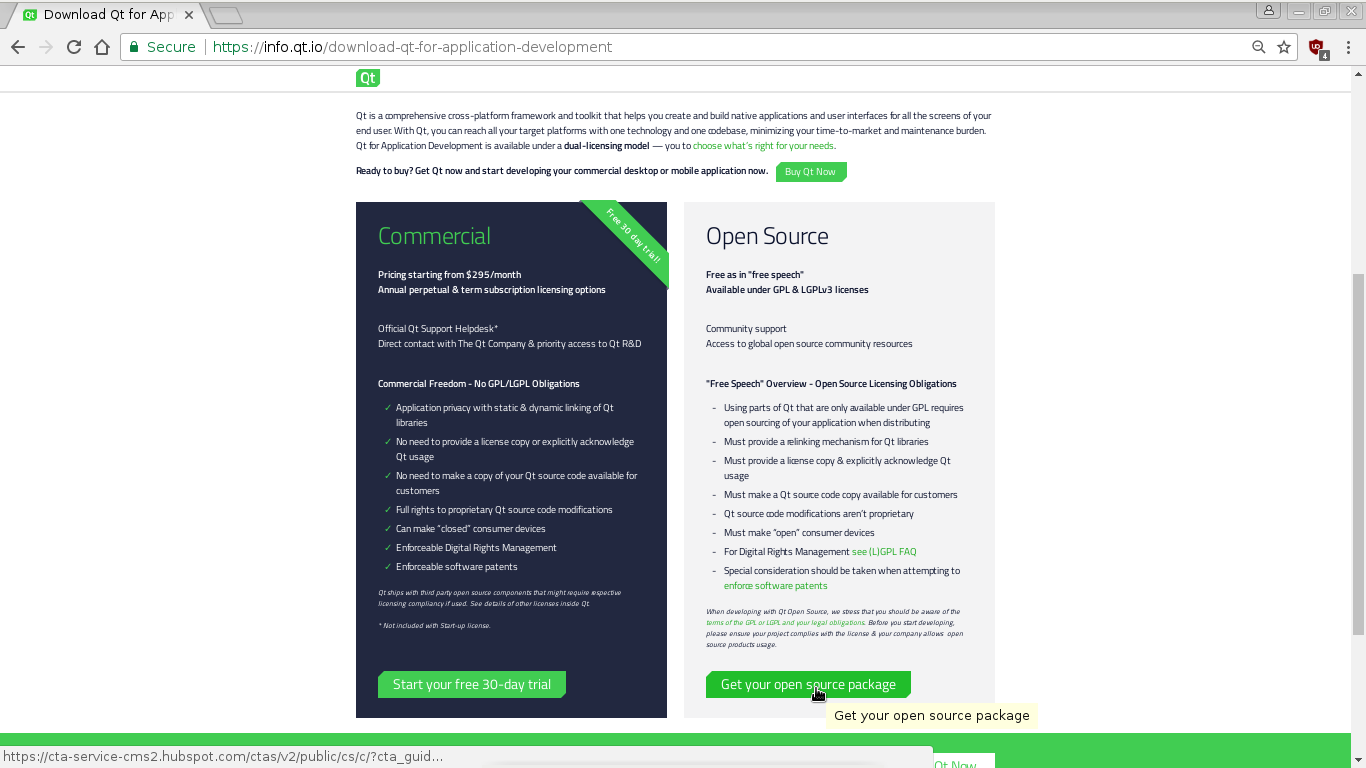 Qt Download Qt for App
Secure https://info.qt.io/download-qt-for-application-development
4
Qt
Qt is a comprehensive cross-platform framework and toolkit that helps you create and build native applications and user interfaces for all the screens of your
end user. With Qt, you can reach all your target platforms with one technology and one codebase, minimizing your time-to-market and maintenance burden.
Qt for Application Development is available under a dual-licensing model — you to choose what's right for your needs.
Ready to buy? Get Qt now and start developing your commercial desktop or mobile application now. Buy Qt Now
Commercial
Free 30 day trial!
Pricing starting from $295/month
Annual perpetual & term subscription licensing options
Official Qt Support Helpdesk*
Direct contact with The Qt Company & priority access to Qt R&D
Commercial Freedom - No GPL/LGPL Obligations
✓ Application privacy with static & dynamic linking of Qt
libraries
✓ No need to provide a license copy or explicitly acknowledge
Qt usage
✓ No need to make a copy of your Qt source code available for
customers
✓ Full rights to proprietary Qt source code modifications
✓ Can make “closed” consumer devices
✓ Enforceable Digital Rights Management
✓ Enforceable software patents
Qt ships with third party open source components that might require respective
licensing compliancy if used. See details of other licenses inside Qt
* Not included with Start-up license.
Start your free 30-day trial
Open Source
Free as in "free speech"
Available under GPL & LGPLv3 licenses
Community support
Access to global open source community resources
"Free Speech" Overview - Open Source Licensing Obligations
- Using parts of Qt that are only available under GPL requires
open sourcing of your application when distributing
- Must provide a relinking mechanism for Qt libraries
- Must provide a license copy & explicitly acknowledge Qt
usage
- Must make a Qt source code copy available for customers
- Qt source code modifications aren't proprietary
- Must make “open” consumer devices
- For Digital Rights Management see (L)GPL FAQ
- Special consideration should be taken when attempting to
enforce software patents
When developing with Qt Open Source, we stress that you should be aware of the
terms of the GPL or LGPL and your legal obligations. Before you start developing,
please ensure your project complies with the license & your company allows open
source products usage.
Get your open source package
Get your open source package
https://cta-service-cms2.hubspot.com/ctas/v2/public/cs/c/?cta_guid...
Qt Now